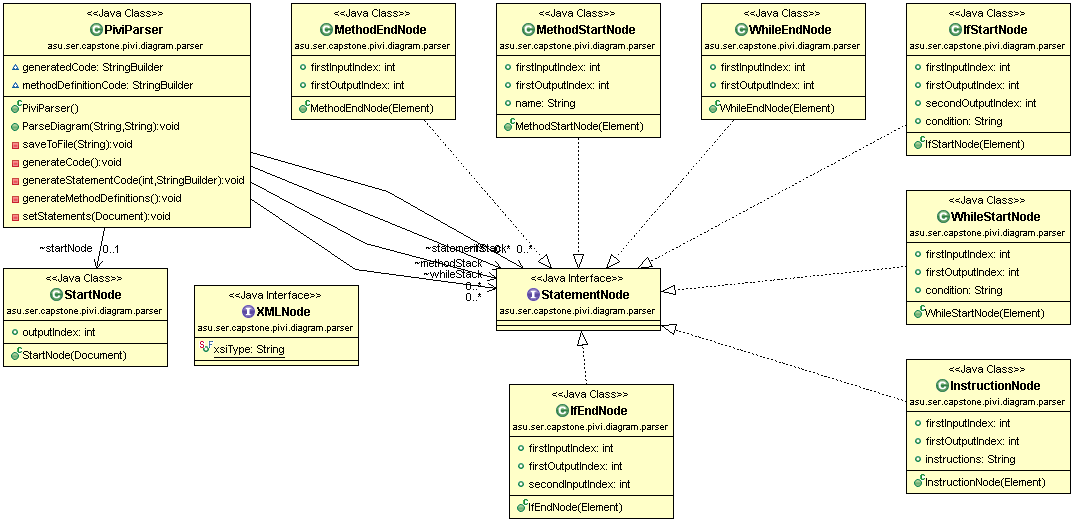 <<Java Class>>
PiviParser
asu.ser.capstone.pivi.diagram.parser
generatedCode: StringBuilder
methodDefinitionCode: StringBuilder
PiviParser()
ParseDiagram(String,String):void
saveToFile(String):void
generateCode():void
generateStatementCode(int,StringBuilder):void
generateMethodDefinitions():void
setStatements(Document):void
<<Java Class>>
MethodEndNode
asu.ser.capstone.pivi.diagram.parser
firstInputIndex: int
firstOutputIndex: int
MethodEndNode(Element)
<<Java Class>>
MethodStartNode
asu.ser.capstone.pivi.diagram.parser
firstInputIndex: int
firstOutputIndex: int
name: String
MethodStartNode(Element)
<<Java Class>>
WhileEndNode
asu.ser.capstone.pivi.diagram.parser
firstInputIndex: int
firstOutputIndex: int
WhileEndNode(Element)
<<Java Class>>
IfStartNode
asu.ser.capstone.pivi.diagram.parser
firstInputIndex: int
firstOutputIndex: int
secondOutputIndex: int
condition: String
IfStartNode(Element)
<<Java Class>>
WhileStartNode
asu.ser.capstone.pivi.diagram.parser
firstInputIndex: int
firstOutputIndex: int
condition: String
WhileStartNode(Element)
~startNode 0..1
0..*
~methodStack
~whileStack
0..*
0..*
<<Java Class>>
StartNode
asu.ser.capstone.pivi.diagram.parser
outputIndex: int
StartNode(Document)
<<Java Interface>>
XMLNode
asu.ser.capstone.pivi.diagram.parser
xsiType: String
<<Java Interface>>
StatementNode
asu.ser.capstone.pivi.diagram.parser
<<Java Class>>
IfEndNode
asu.ser.capstone.pivi.diagram.parser
firstInputIndex: int
firstOutputIndex: int
secondInputIndex: int
IfEndNode(Element)
<<Java Class>>
InstructionNode
asu.ser.capstone.pivi.diagram.parser
firstInputIndex: int
firstOutputIndex: int
instructions: String
InstructionNode(Element)